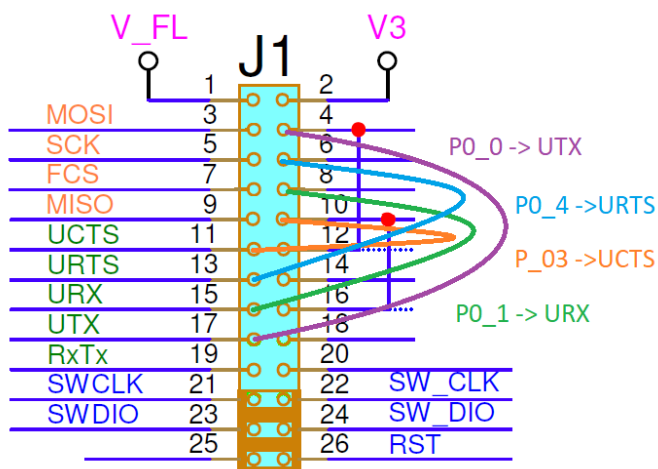 V_FL J1 V3
1 2
MOSI 3 4
SCK 5 6
P0_0 -> UTX
FCS 7 8
MISO 9 10
P0_4 ->URTS
UCTS 11 12
P_03 ->UCTS
URTS 13 14
URX 15 16
P0_1 -> URX
UTX 17 18
RxTx 19 20
SWCLK 21 22 SW_CLK
SWDIO 23 24 SW_DIO
25 26 RST